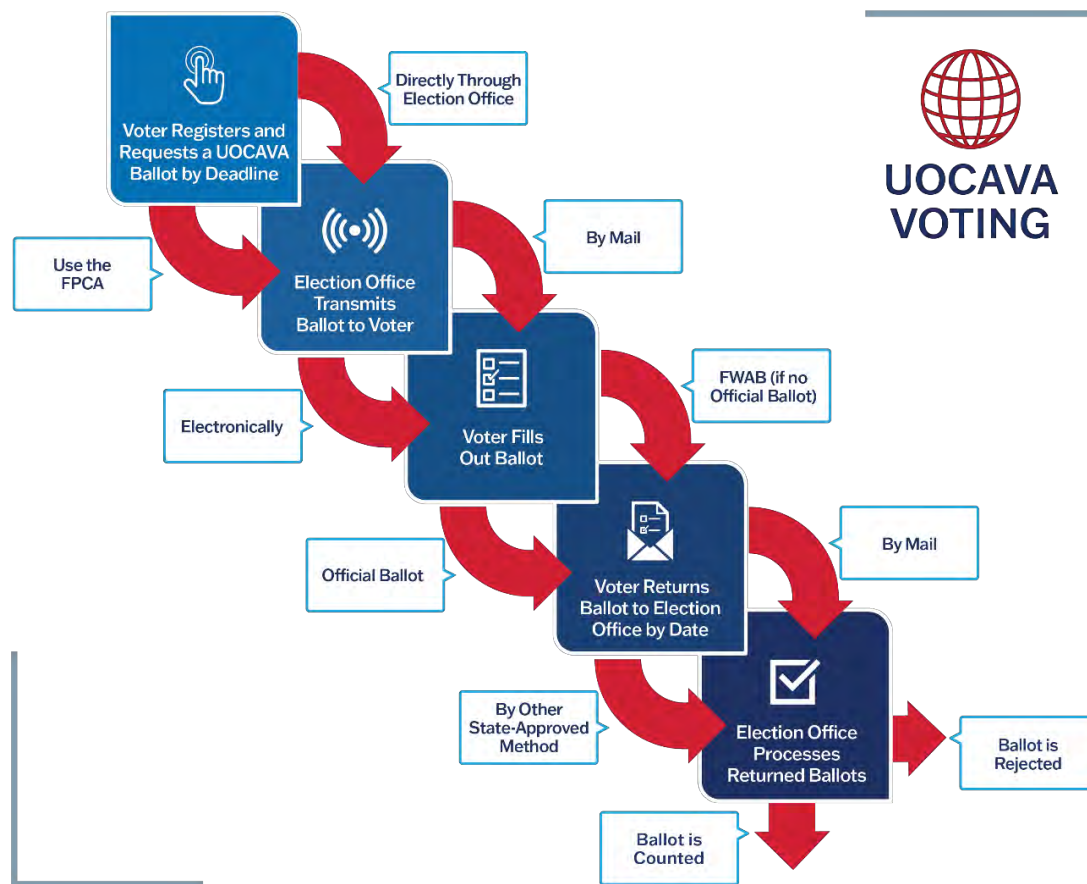 Voter Registers and
Requests a UOCAVA
Ballot by Deadline
Directly Through
Election Office
UOCAVA
VOTING
Use the
FPCA
Election Office
Transmits
Ballot to Voter
By Mail
Electronically
Voter Fills
Out Ballot
FWAB (if no
Official Ballot)
Official Ballot
Voter Returns
Ballot to Election
Office by Date
By Mail
By Other
State-Approved
Method
Election Office
Processes
Returned Ballots
Ballot is
Rejected
Ballot is
Counted